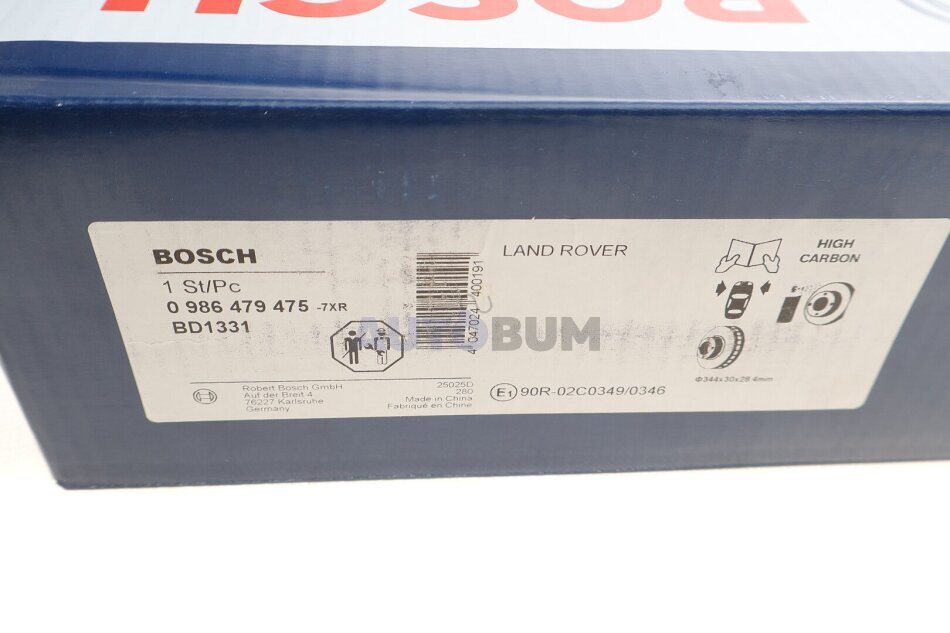 BOSCH
BOSCH
1 St/Pc
0 986 479 475 -7XR
BD1331
4 047024 400191
LAND ROVER
HIGH
CARBON
AUTOBUM
Φ344x30x28.4mm
Robert Bosch GmbH
Auf der Breit 4
76227 Karlsruhe
Germany
25025D
280
Made in China
Fabriqué en Chine
E1 90R-02C0349/0346